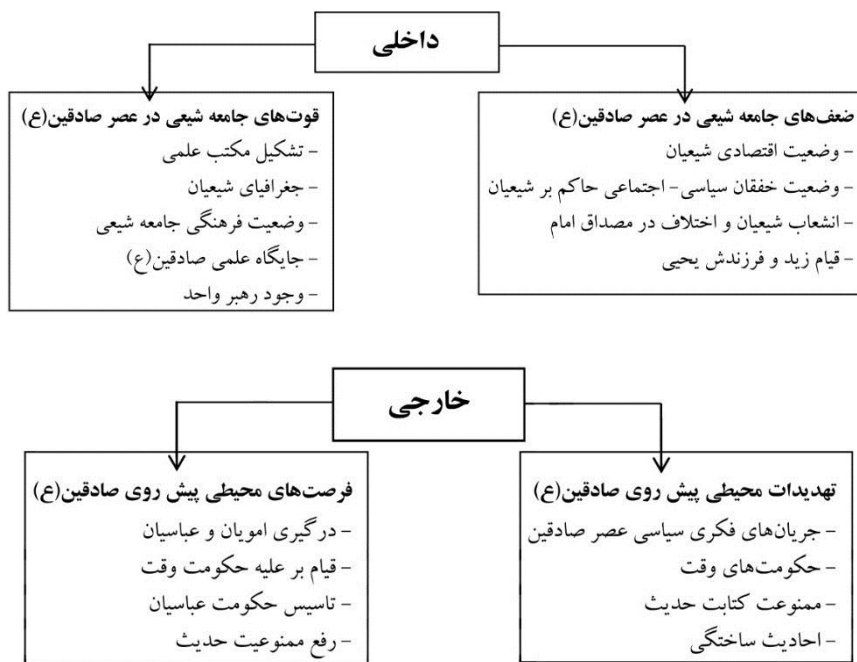 داخلی
ضعف‌های جامعه شیعی در عصر صادقین(ع)
- وضعیت اقتصادی شیعیان
- وضعیت خفقان سیاسی- اجتماعی حاکم بر شیعیان
- انشعاب شیعیان و اختلاف در مصداق امام
- قیام زید و فرزندش یحیی
قوت‌های جامعه شیعی در عصر صادقین(ع)
- تشکیل مکتب علمی
- جغرافیای شیعیان
- وضعیت فرهنگی جامعه شیعی
- جایگاه علمی صادقین(ع)
- وجود رهبر واحد
خارجی
تهدیدات محیطی پیش روی صادقین(ع)
- جریان‌های فکری سیاسی عصر صادقین
- حکومت‌های وقت
- ممنوعت کتابت حدیث
- احادیث ساختگی
فرصت‌های محیطی پیش روی صادقین(ع)
- درگیری امویان و عباسیان
- قیام بر علیه حکومت وقت
- تاسیس حکومت عباسیان
- رفع ممنوعیت حدیث